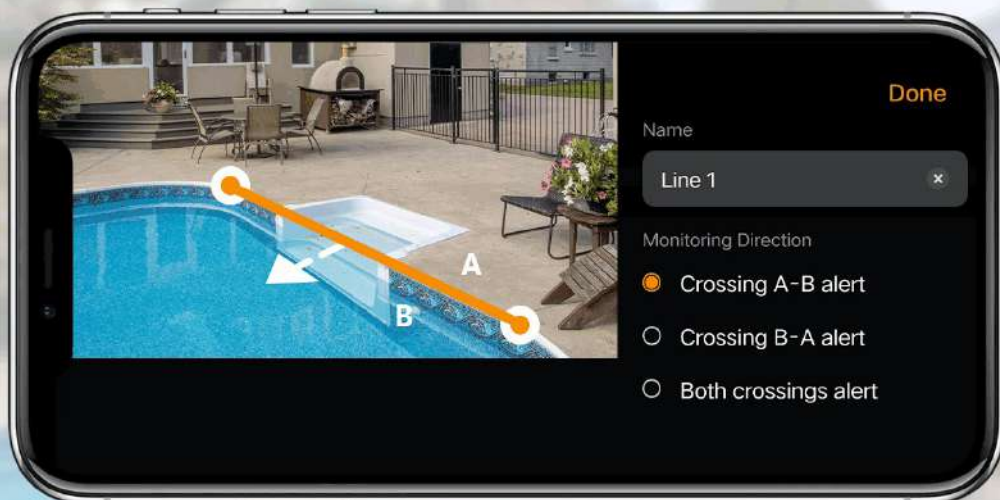 Done
Name
Line 1
Monitoring Direction
Crossing A-B alert
Crossing B-A alert
Both crossings alert
A
B